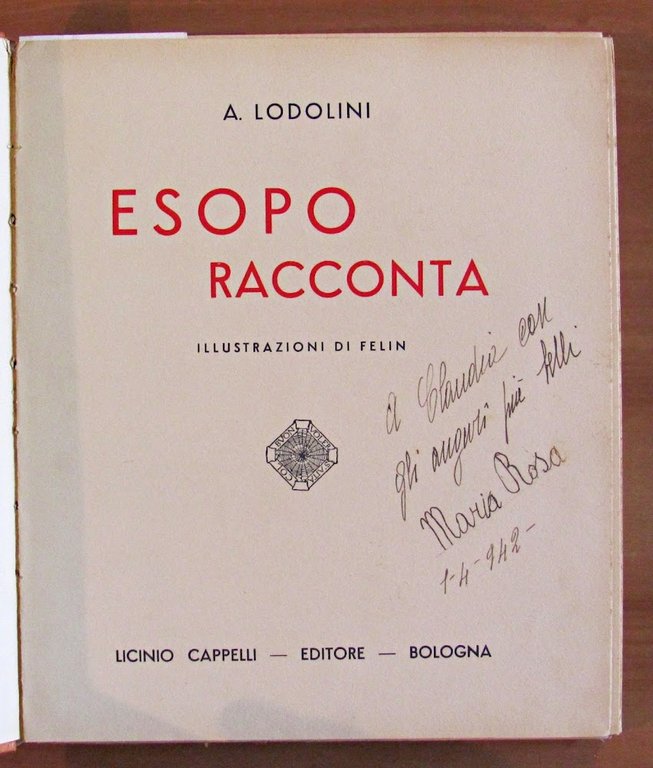 A. LODOLINI
ESOPO
RACCONTA
ILLUSTRAZIONI DI FELIN
A Claudia con
gli auguri più belli
Maria Rosa
1-4-942-
LICINIO CAPPELLI — EDITORE — BOLOGNA